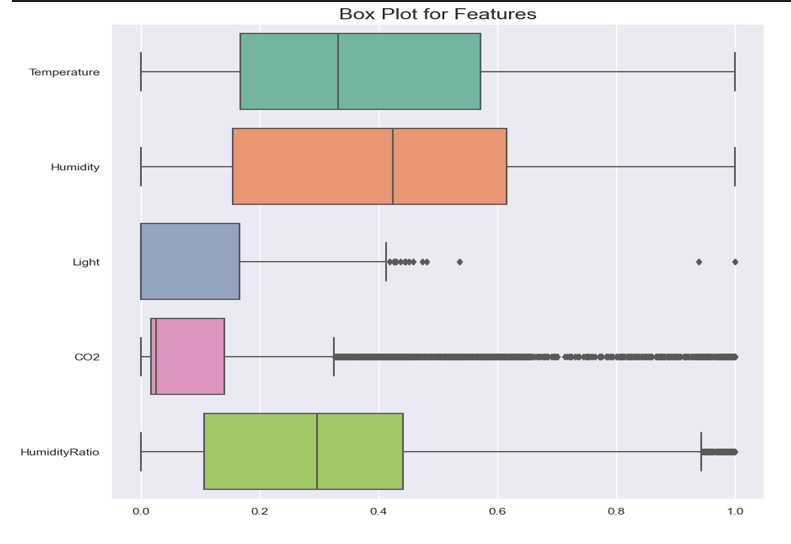 Box Plot for Features
Temperature
Humidity
Light
CO2
HumidityRatio
0.0 0.2 0.4 0.6 0.8 1.0